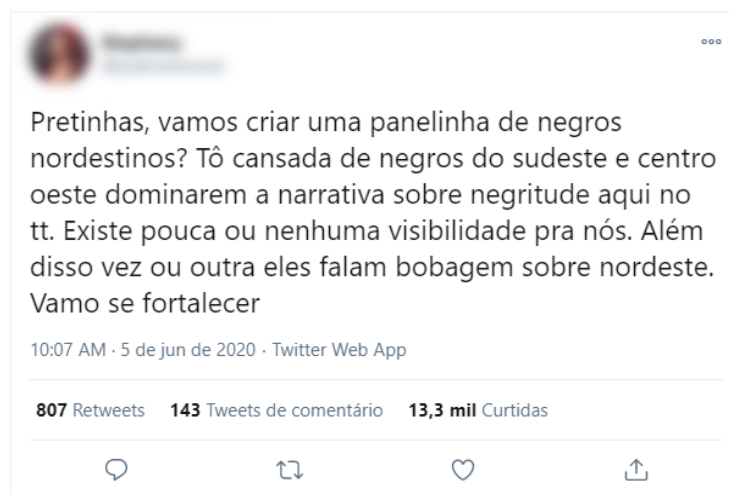 Pretinhas, vamos criar uma panelinha de negros
nordestinos? Tô cansada de negros do sudeste e centro
oeste dominarem a narrativa sobre negritude aqui no
tt. Existe pouca ou nenhuma visibilidade pra nós. Além
disso vez ou outra eles falam bobagem sobre nordeste.
Vamo se fortalecer
10:07 AM · 5 de jun de 2020 · Twitter Web App
807 Retweets 143 Tweets de comentário 13,3 mil Curtidas